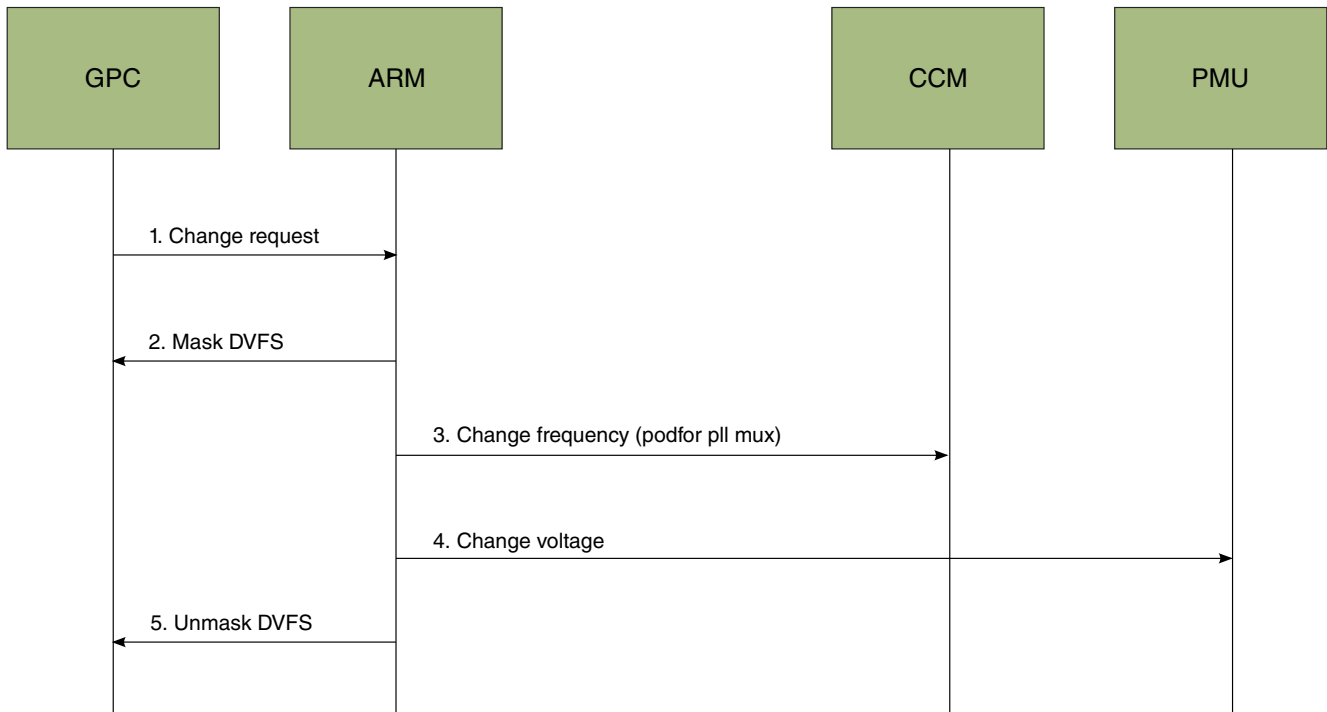 GPC
ARM
CCM
PMU
1. Change request
2. Mask DVFS
3. Change frequency (podfor pll mux)
4. Change voltage
5. Unmask DVFS